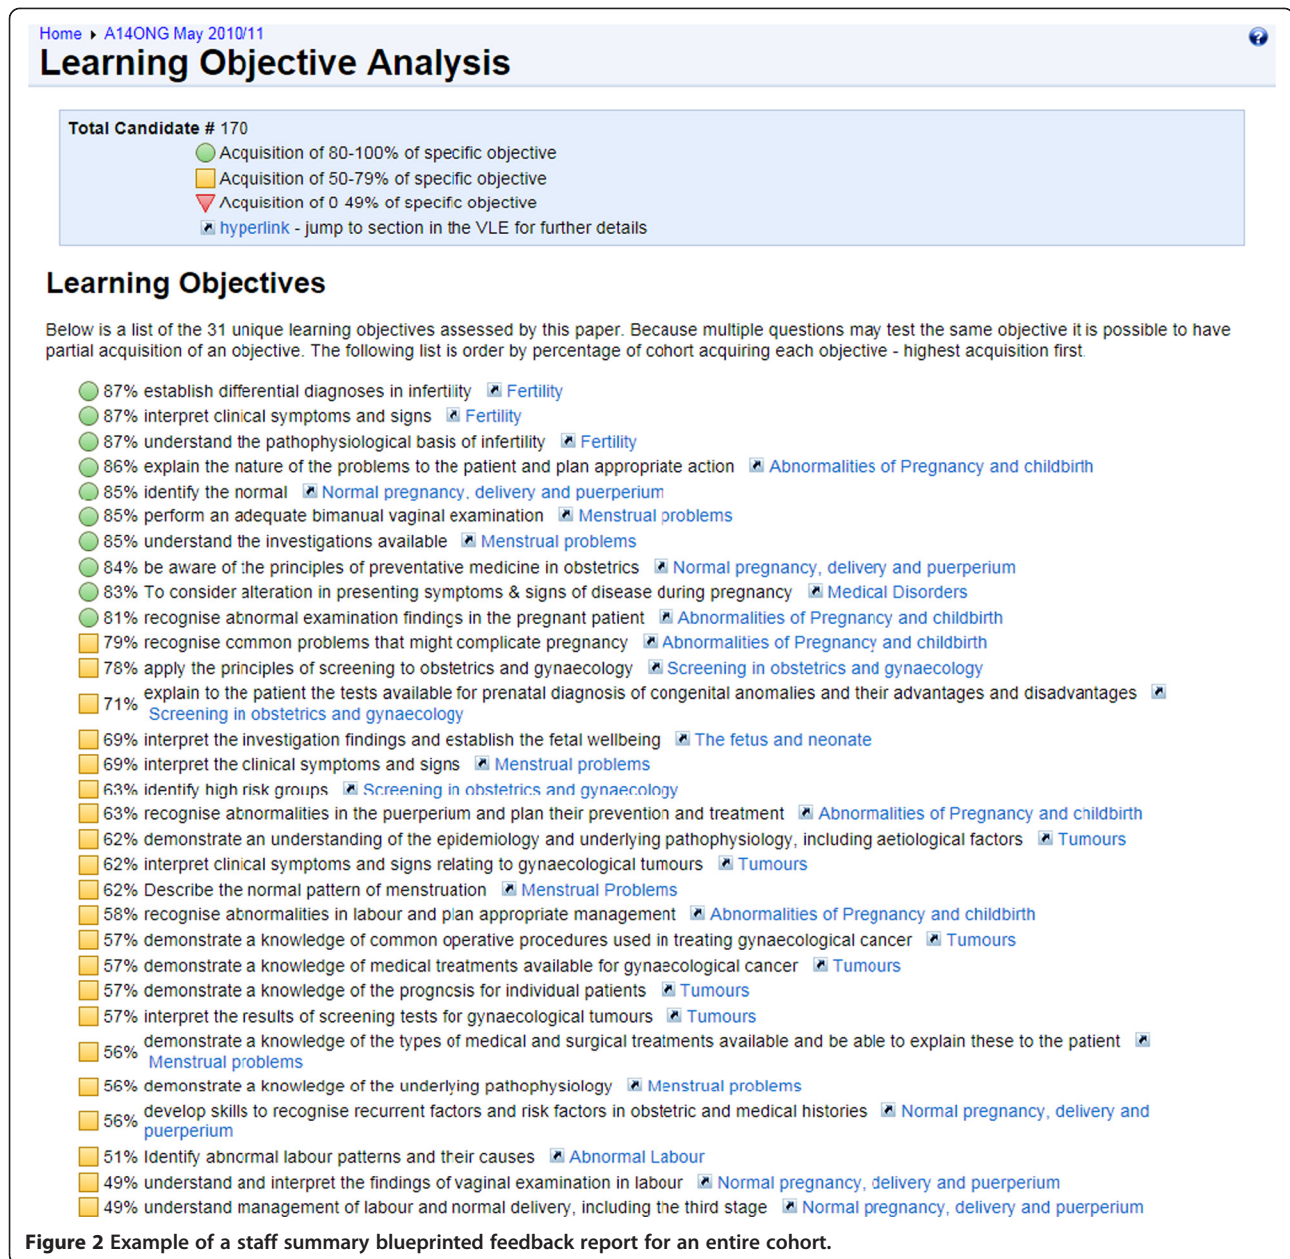 Home ▸ A14ONG May 2010/11
Learning Objective Analysis
Total Candidate # 170
Acquisition of 80-100% of specific objective
Acquisition of 50-79% of specific objective
Acquisition of 0-49% of specific objective
hyperlink - jump to section in the VLE for further details
Learning Objectives
Below is a list of the 31 unique learning objectives assessed by this paper. Because multiple questions may test the same objective it is possible to have
partial acquisition of an objective. The following list is order by percentage of cohort acquiring each objective - highest acquisition first.
87% establish differential diagnoses in infertility Fertility
87% interpret clinical symptoms and signs Fertility
87% understand the pathophysiological basis of infertility Fertility
86% explain the nature of the problems to the patient and plan appropriate action Abnormalities of Pregnancy and childbirth
85% identify the normal Normal pregnancy, delivery and puerperium
85% perform an adequate bimanual vaginal examination Menstrual problems
85% understand the investigations available Menstrual problems
84% be aware of the principles of preventative medicine in obstetrics Normal pregnancy, delivery and puerperium
83% To consider alteration in presenting symptoms & signs of disease during pregnancy Medical Disorders
81% recognise abnormal examination findings in the pregnant patient Abnormalities of Pregnancy and childbirth
79% recognise common problems that might complicate pregnancy Abnormalities of Pregnancy and childbirth
78% apply the principles of screening to obstetrics and gynaecology Screening in obstetrics and gynaecology
71% explain to the patient the tests available for prenatal diagnosis of congenital anomalies and their advantages and disadvantages
Screening in obstetrics and gynaecology
69% interpret the investigation findings and establish the fetal wellbeing The fetus and neonate
69% interpret the clinical symptoms and signs Menstrual problems
63% identify high risk groups Screening in obstetrics and gynaecology
63% recognise abnormalities in the puerperium and plan their prevention and treatment Abnormalities of Pregnancy and childbirth
62% demonstrate an understanding of the epidemiology and underlying pathophysiology, including aetiological factors Tumours
62% interpret clinical symptoms and signs relating to gynaecological tumours Tumours
62% Describe the normal pattern of menstruation Menstrual Problems
58% recognise abnormalities in labour and plan appropriate management Abnormalities of Pregnancy and childbirth
57% demonstrate a knowledge of common operative procedures used in treating gynaecological cancer Tumours
57% demonstrate a knowledge of medical treatments available for gynaecological cancer Tumours
57% demonstrate a knowledge of the prognosis for individual patients Tumours
57% interpret the results of screening tests for gynaecological tumours Tumours
56% demonstrate a knowledge of the types of medical and surgical treatments available and be able to explain these to the patient
Menstrual problems
56% demonstrate a knowledge of the underlying pathophysiology Menstrual problems
56% develop skills to recognise recurrent factors and risk factors in obstetric and medical histories Normal pregnancy, delivery and
puerperium
51% Identify abnormal labour patterns and their causes Abnormal Labour
49% understand and interpret the findings of vaginal examination in labour Normal pregnancy, delivery and puerperium
49% understand management of labour and normal delivery, including the third stage Normal pregnancy, delivery and puerperium
Figure 2 Example of a staff summary blueprinted feedback report for an entire cohort.